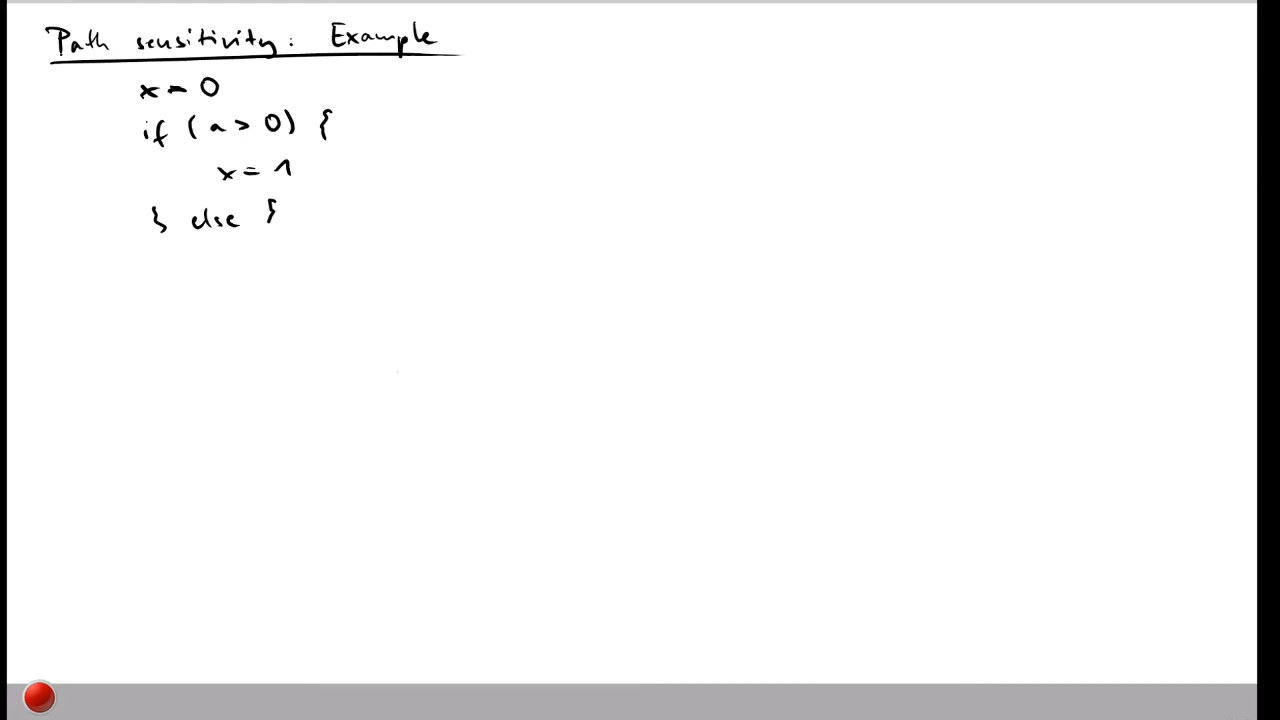 Path sensitivity: Example
x = 0
if (a > 0) {
x = 1
} else }